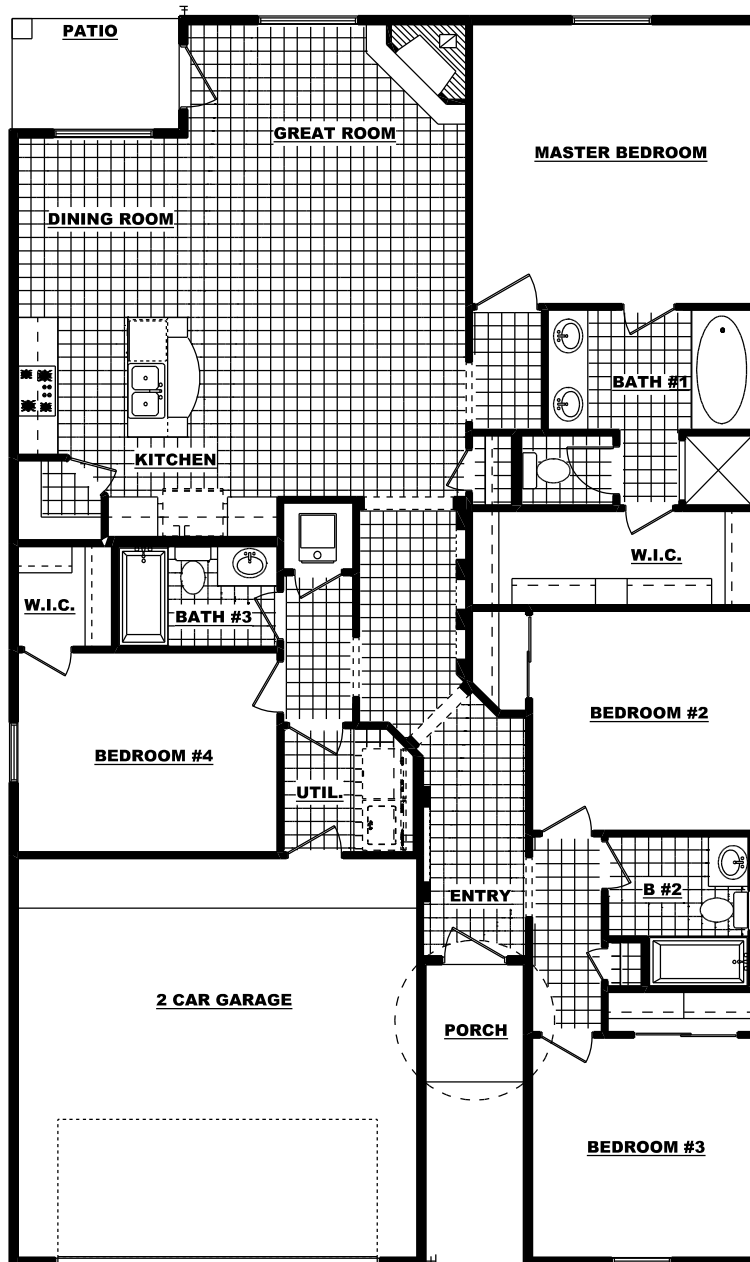 PATIO
GREAT ROOM
MASTER BEDROOM
DINING ROOM
BATH #1
KITCHEN
W.I.C.
W.I.C.
BATH #3
BEDROOM #2
BEDROOM #4
UTIL.
B #2
ENTRY
2 CAR GARAGE
PORCH
BEDROOM #3